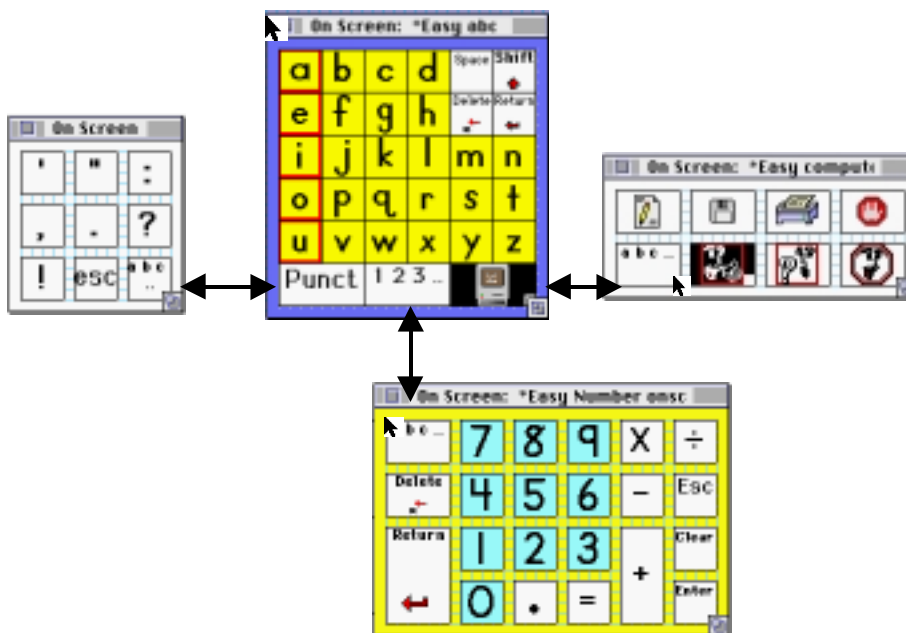 On Screen: *Easy abc
a b c d Space Shift
e f g h Delete Return
i j k l m n
o p q r s t
u v w x y z
Punct 1 2 3 ..
On Screen
' " :
, . ?
! esc a b c ..
On Screen: *Easy compute
a b c ...
On Screen: *Easy Number onsc
b c ... 7 8 9 X ÷
Delete 4 5 6 - Esc
Return 1 2 3 + Clear
0 . = Enter